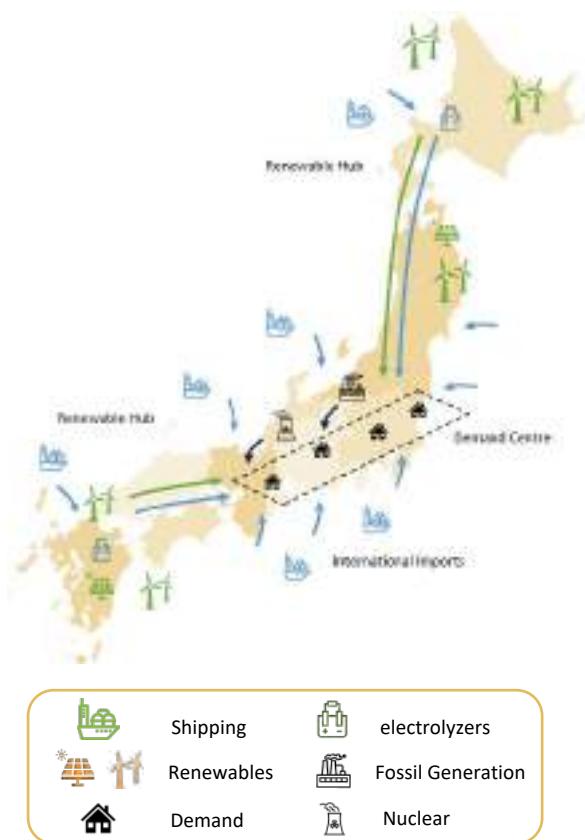 Renewable Hub
Renewable Hub
Demand Centre
International Imports
Shipping
electrolyzers
Renewables
Fossil Generation
Demand
Nuclear